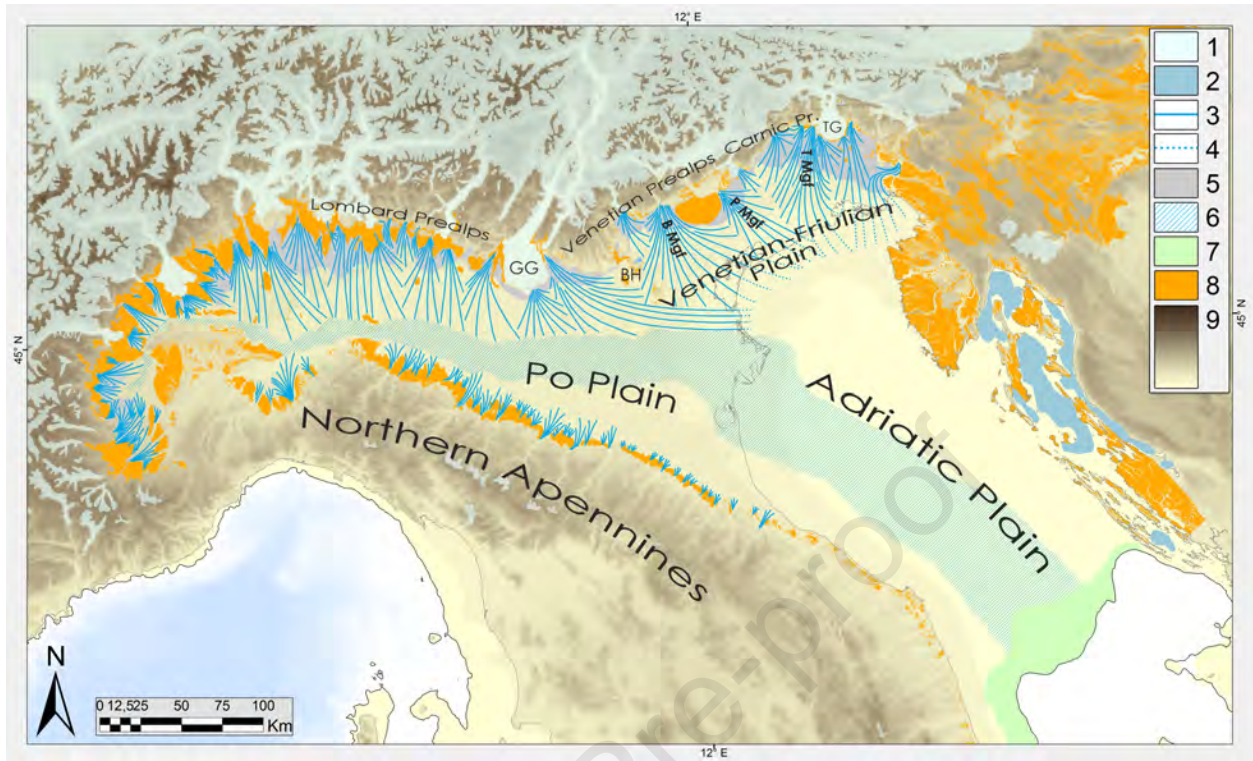 12° E
1
2
3
4
5
6
7
8
9
TG
Carnic Pr.
Venetian Prealps
T Mgf
Lombard Prealps
P Mgf
B Mgf
GG
BH
Venetian-Friulian
Plain
45° N
45° N
Po Plain
Adriatic Plain
Northern Apennines
Pre-proof
N
0 12,525 50 75 100
Km
12° E